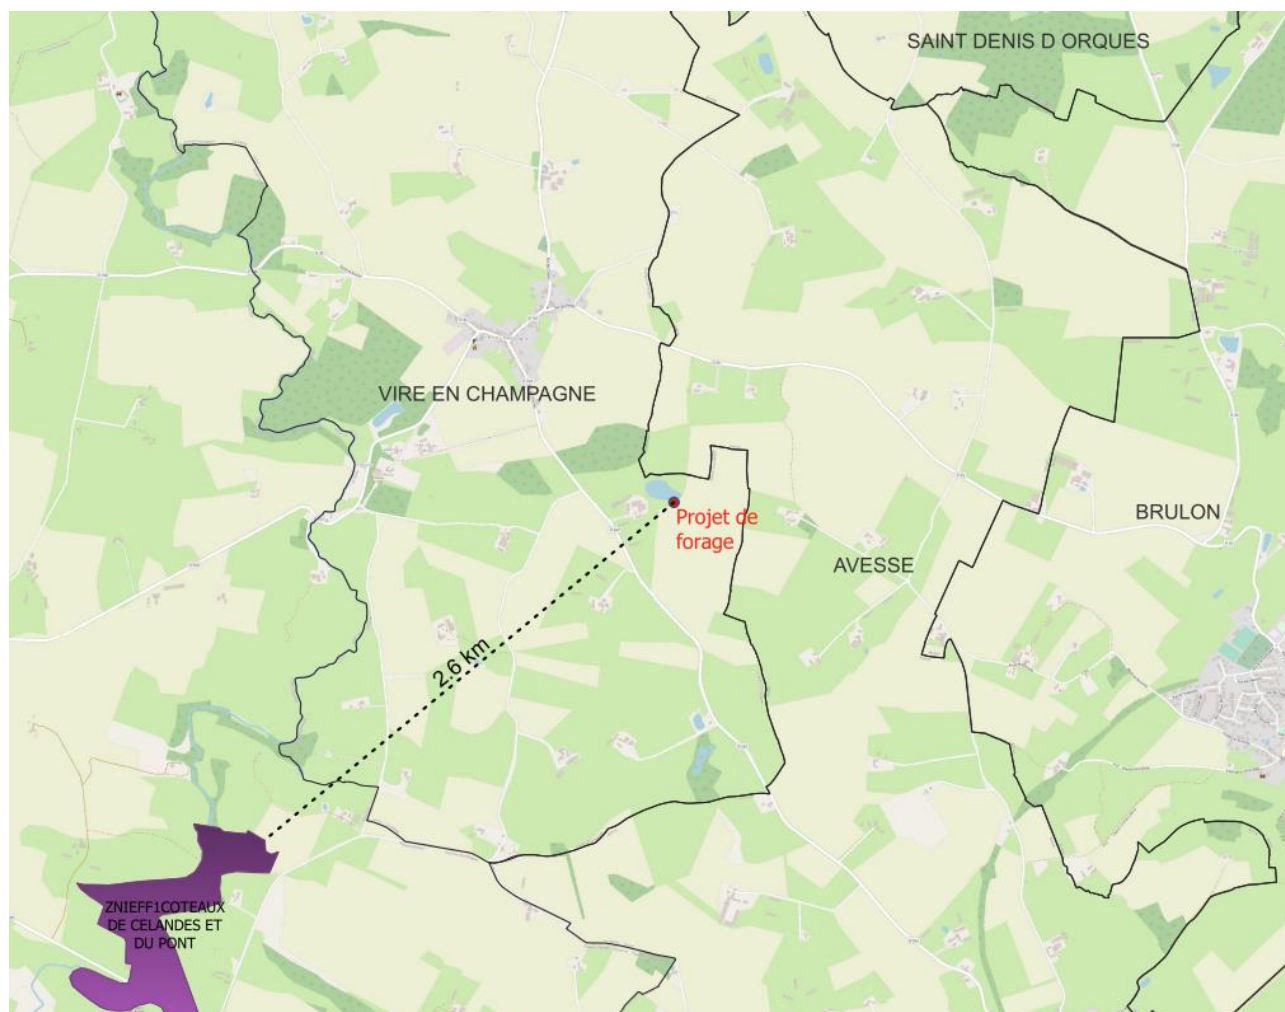 SAINT DENIS D ORQUES
VIRE EN CHAMPAGNE
Projet de
forage
BRULON
AVESSE
2.6 km
ZNIEFF1COTEAUX
DE CELANDES ET
DU PONT